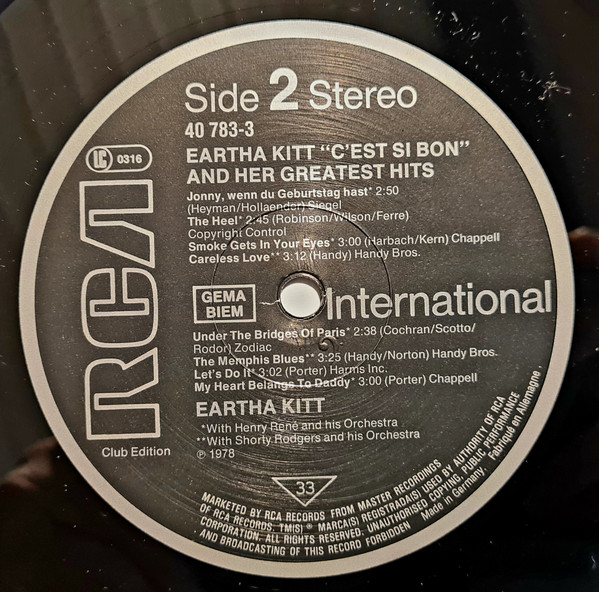 Side 2 Stereo
40 783-3
LC 0316
EARTHA KITT "C'EST SI BON"
AND HER GREATEST HITS
Jonny, wenn du Geburtstag hast* 2:50
(Heyman/Hollaender) Siegel
The Heel* 2:45 (Robinson/Wilson/Ferre)
Copyright Control
Smoke Gets In Your Eyes* 3:00 (Harbach/Kern) Chappell
Careless Love** 3:12 (Handy) Handy Bros.
RCA
GEMA
BIEM
International
Under The Bridges Of Paris* 2:38 (Cochran/Scotto/
Rodor) Zodiac
The Memphis Blues** 3:25 (Handy/Norton) Handy Bros.
Let's Do It* 3:02 (Porter) Harms Inc.
My Heart Belongs To Daddy* 3:00 (Porter) Chappell
EARTHA KITT
*With Henry René and his Orchestra
**With Shorty Rodgers and his Orchestra
℗ 1978
Club Edition
33
MARKETED BY RCA RECORDS FROM MASTER RECORDINGS
OF RCA RECORDS. TM(S) ® MARCA(S) REGISTRADA(S) USED BY AUTHORITY OF RCA
CORPORATION. ALL RIGHTS RESERVED. UNAUTHORISED COPYING, PUBLIC PERFORMANCE
AND BROADCASTING OF THIS RECORD FORBIDDEN Made in Germany. Fabriqué en Allemagne.